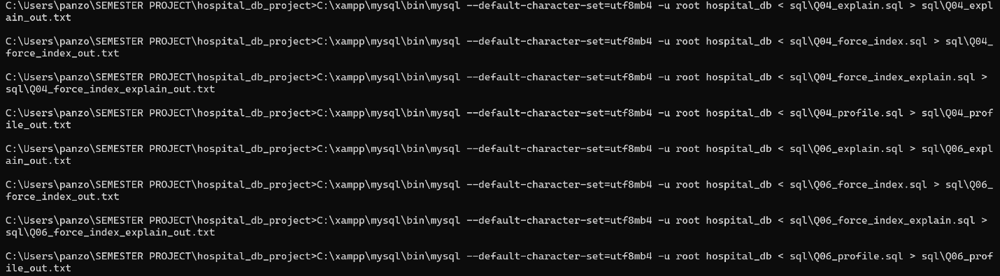 C:\Users\panzo\SEMESTER PROJECT\hospital_db_project>C:\xampp\mysql\bin\mysql --default-character-set=utf8mb4 -u root hospital_db < sql\Q04_explain.sql > sql\Q04_expl
ain_out.txt
C:\Users\panzo\SEMESTER PROJECT\hospital_db_project>C:\xampp\mysql\bin\mysql --default-character-set=utf8mb4 -u root hospital_db < sql\Q04_force_index.sql > sql\Q04_
force_index_out.txt
C:\Users\panzo\SEMESTER PROJECT\hospital_db_project>C:\xampp\mysql\bin\mysql --default-character-set=utf8mb4 -u root hospital_db < sql\Q04_force_index_explain.sql >
sql\Q04_force_index_explain_out.txt
C:\Users\panzo\SEMESTER PROJECT\hospital_db_project>C:\xampp\mysql\bin\mysql --default-character-set=utf8mb4 -u root hospital_db < sql\Q04_profile.sql > sql\Q04_prof
ile_out.txt
C:\Users\panzo\SEMESTER PROJECT\hospital_db_project>C:\xampp\mysql\bin\mysql --default-character-set=utf8mb4 -u root hospital_db < sql\Q06_explain.sql > sql\Q06_expl
ain_out.txt
C:\Users\panzo\SEMESTER PROJECT\hospital_db_project>C:\xampp\mysql\bin\mysql --default-character-set=utf8mb4 -u root hospital_db < sql\Q06_force_index.sql > sql\Q06_
force_index_out.txt
C:\Users\panzo\SEMESTER PROJECT\hospital_db_project>C:\xampp\mysql\bin\mysql --default-character-set=utf8mb4 -u root hospital_db < sql\Q06_force_index_explain.sql >
sql\Q06_force_index_explain_out.txt
C:\Users\panzo\SEMESTER PROJECT\hospital_db_project>C:\xampp\mysql\bin\mysql --default-character-set=utf8mb4 -u root hospital_db < sql\Q06_profile.sql > sql\Q06_prof
ile_out.txt